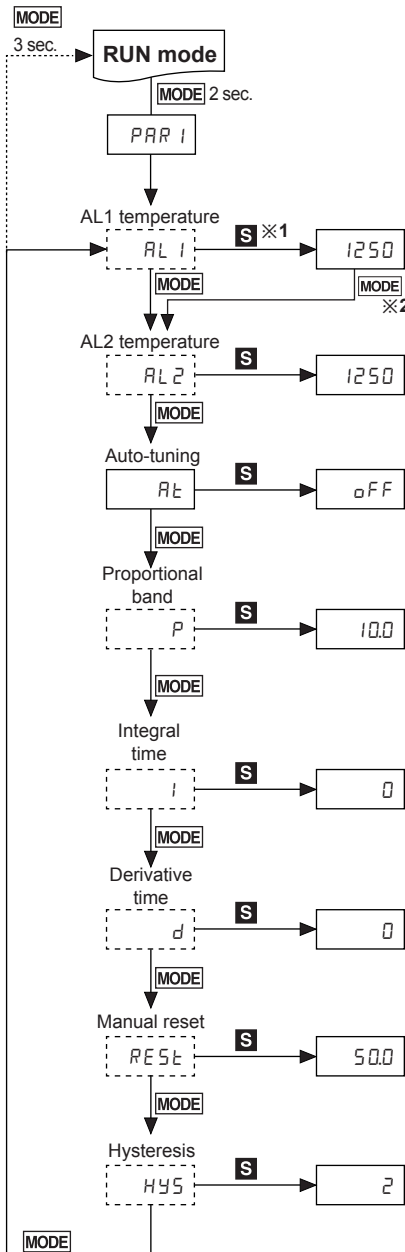 MODE
3 sec.
RUN mode
MODE 2 sec.
PAR1
AL1 temperature
AL1
S ※1
1250
MODE
MODE
※2
AL2 temperature
AL2
S
1250
MODE
Auto-tuning
At
S
oFF
MODE
Proportional
band
P
S
10.0
MODE
Integral
time
I
S
0
MODE
Derivative
time
d
S
0
MODE
Manual reset
RESt
S
50.0
MODE
Hysteresis
HYS
S
2
MODE